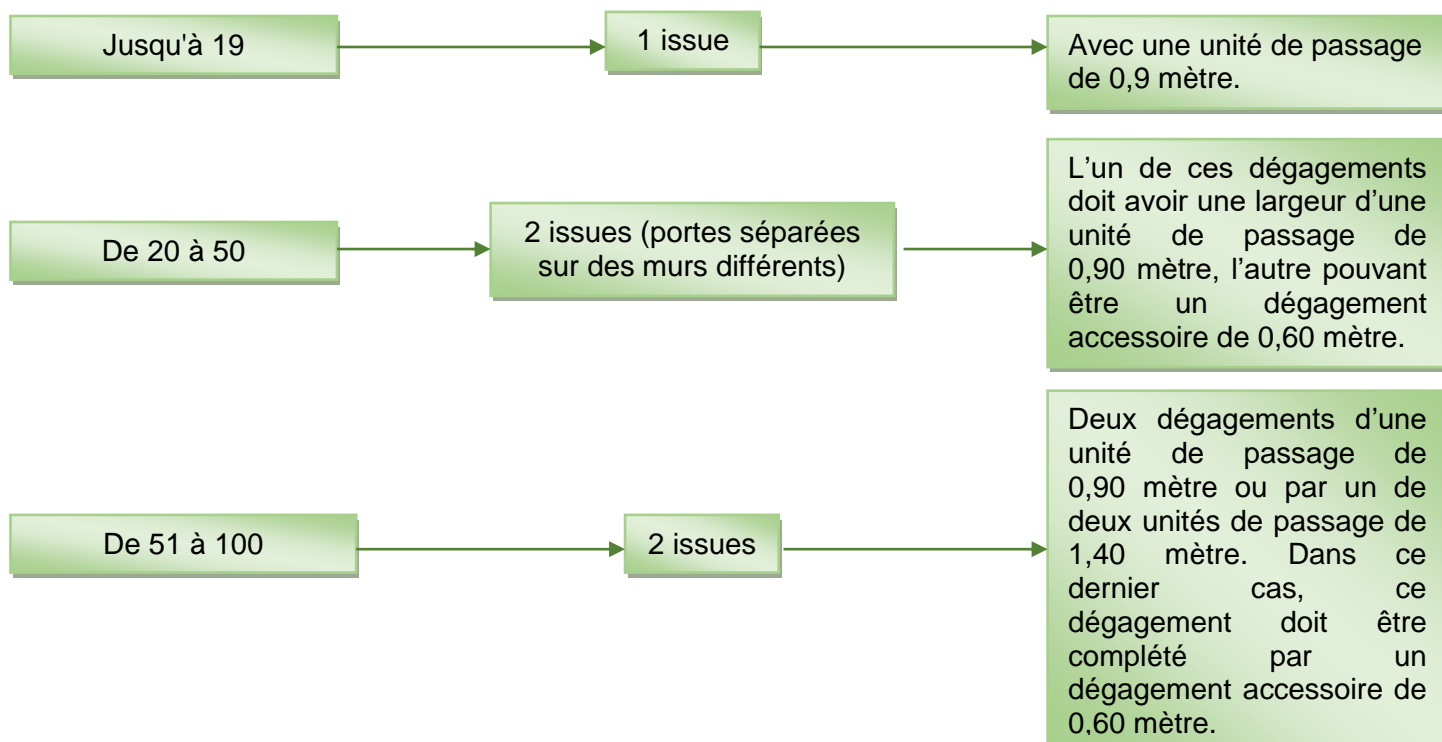 Jusqu'à 19
1 issue
Avec une unité de passage
de 0,9 mètre.
De 20 à 50
2 issues (portes séparées
sur des murs différents)
L’un de ces dégagements
doit avoir une largeur d’une
unité de passage de
0,90 mètre, l’autre pouvant
être un dégagement
accessoire de 0,60 mètre.
De 51 à 100
2 issues
Deux dégagements d’une
unité de passage de
0,90 mètre ou par un de
deux unités de passage de
1,40 mètre. Dans ce
dernier cas, ce
dégagement doit être
complété par un
dégagement accessoire de
0,60 mètre.